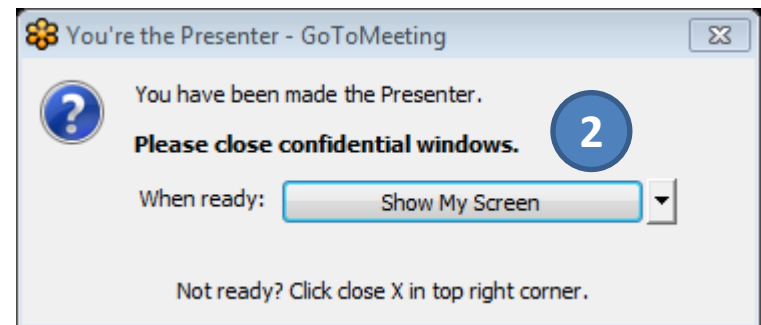 You're the Presenter - GoToMeeting
You have been made the Presenter.
Please close confidential windows.
2
When ready: Show My Screen
Not ready? Click close X in top right corner.